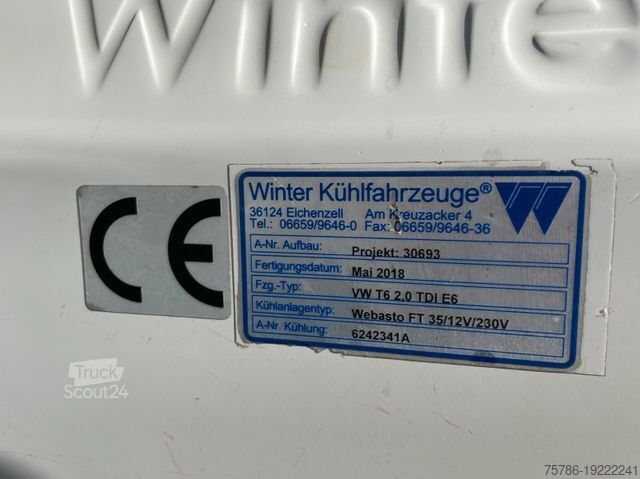 Winte
CE
Winter Kühlfahrzeuge®
36124 Eichenzell Am Kreuzacker 4
Tel.: 06659/9646-0 Fax: 06659/9646-36
A-Nr. Aufbau: Projekt: 30693
Fertigungsdatum: Mai 2018
Fzg.-Typ: VW T6 2,0 TDI E6
Kühlanlagentyp: Webasto FT 35/12V/230V
A-Nr. Kühlung: 6242341A
Truck
Scout24
75786-19222241